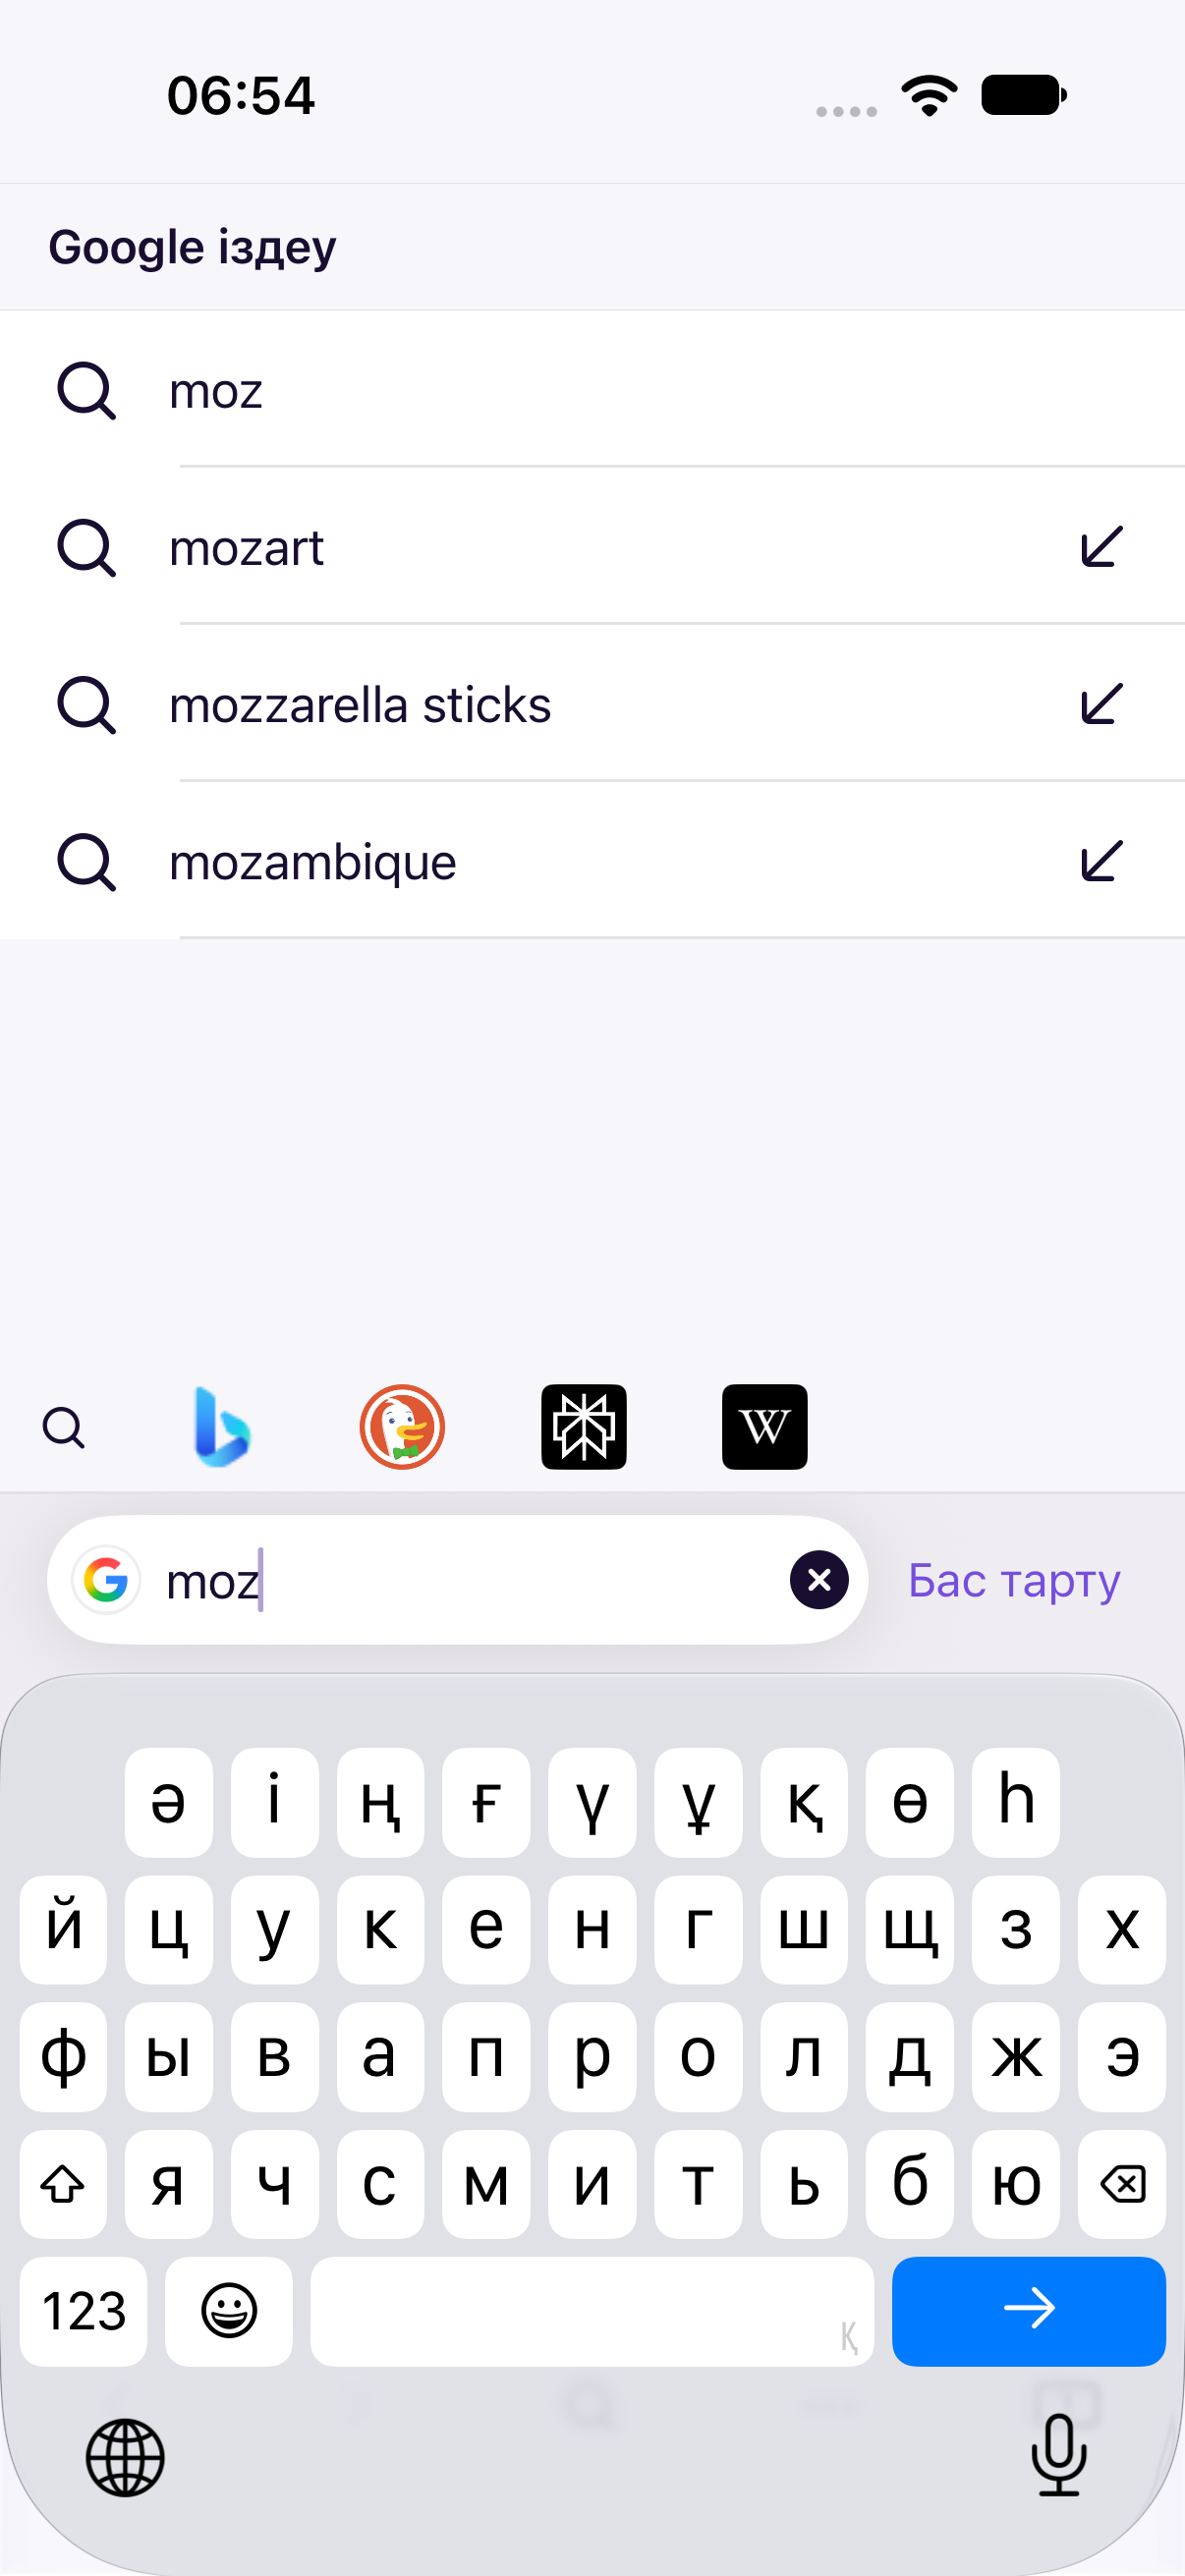 06:54
Google іздеу
moz
mozart
mozzarella sticks
mozambique
W
moz
Бас тарту
ә і ң ғ ү ұ қ ө һ
й ц у к е н г ш щ з х
ф ы в а п р о л д ж э
я ч с м и т ь б ю
123
Қ